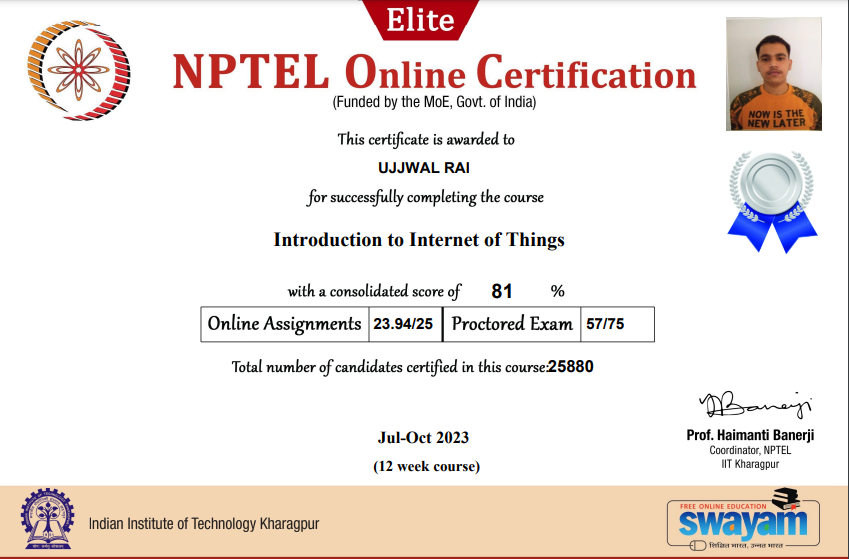 Elite
NPTEL Online Certification
(Funded by the MoE, Govt. of India)
NOW IS THE
NEW LATER
This certificate is awarded to
UJJWAL RAI
for successfully completing the course
Introduction to Internet of Things
with a consolidated score of 81 %
Online Assignments 23.94/25 Proctored Exam 57/75
Total number of candidates certified in this course:25880
Jul-Oct 2023
(12 week course)
Prof. Haimanti Banerji
Coordinator, NPTEL
IIT Kharagpur
Indian Institute of Technology Kharagpur
FREE ONLINE EDUCATION
swayam
शिक्षित भारत, उन्नत भारत